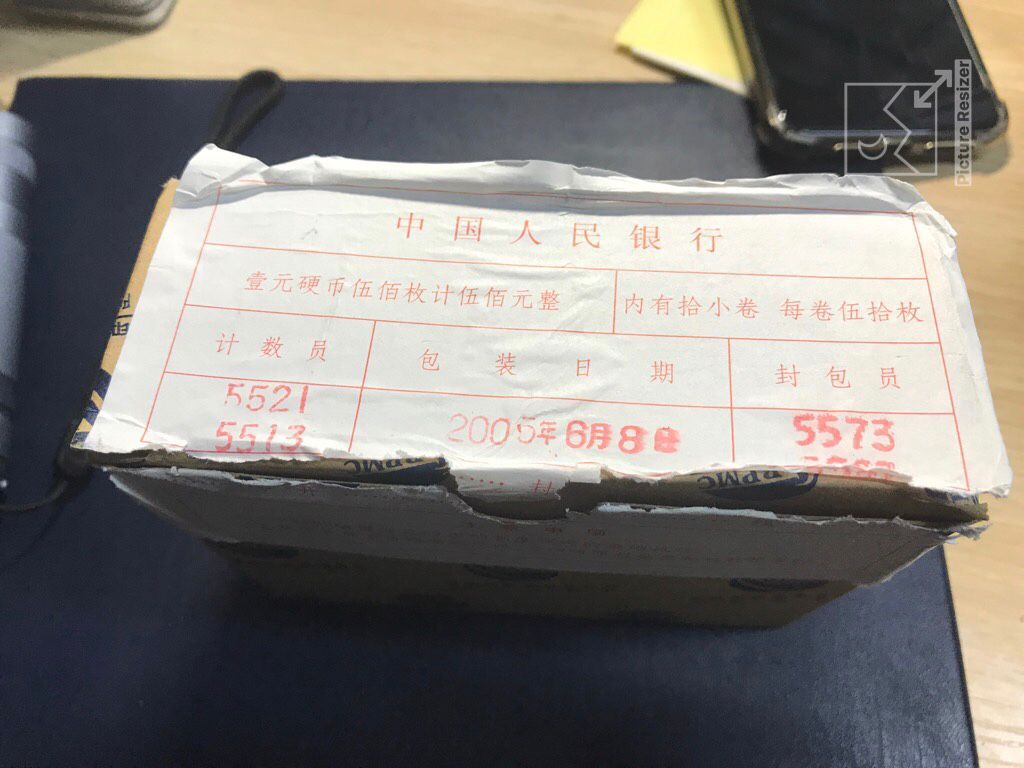 中国人民银行
壹元硬币伍佰枚计伍佰元整 内有拾小卷 每卷伍拾枚
计数员 包装日期 封包员
5521
5513 2005年6月8日 5573
CBPMC
封
Picture Resizer